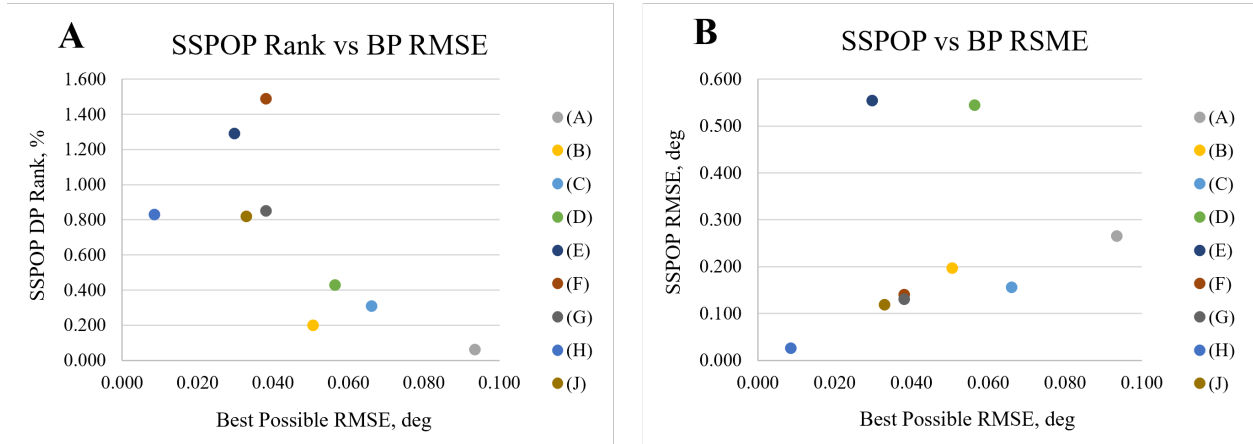 A
SSPOP Rank vs BP RMSE
SSPOP DP Rank, %
1.600
1.400
1.200
1.000
0.800
0.600
0.400
0.200
0.000
0.000 0.020 0.040 0.060 0.080 0.100
Best Possible RMSE, deg
(A)
(B)
(C)
(D)
(E)
(F)
(G)
(H)
(J)
B
SSPOP vs BP RSME
SSPOP RMSE, deg
0.600
0.500
0.400
0.300
0.200
0.100
0.000
0.000 0.020 0.040 0.060 0.080 0.100
Best Possible RMSE, deg
(A)
(B)
(C)
(D)
(E)
(F)
(G)
(H)
(J)